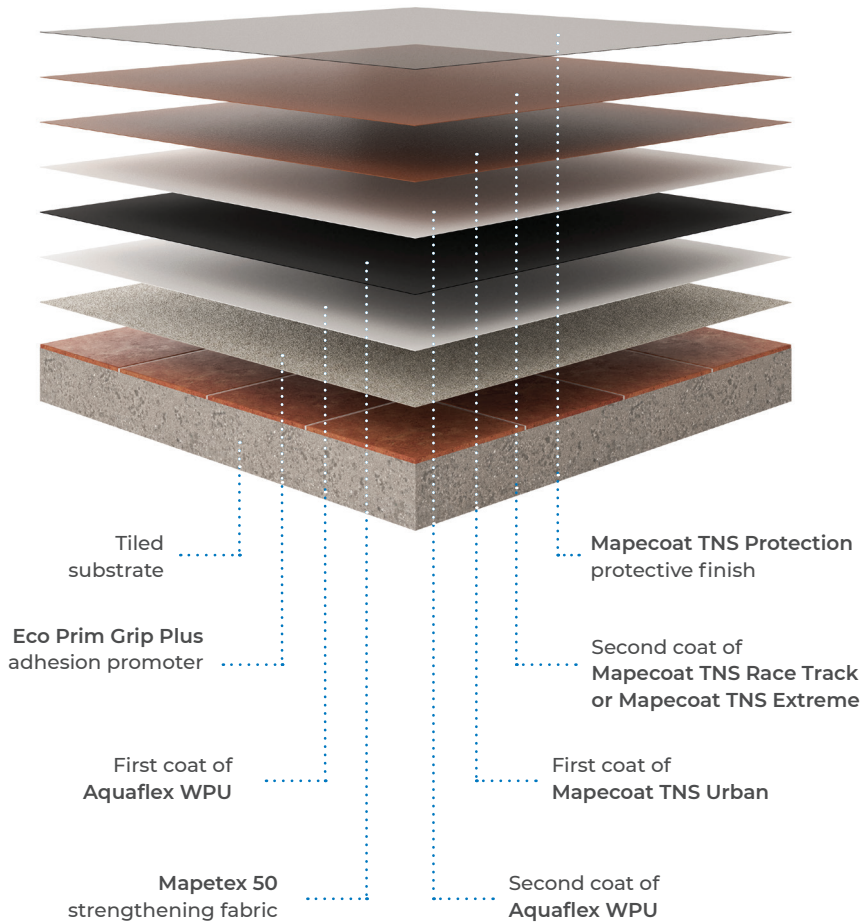 Tiled
substrate
Eco Prim Grip Plus
adhesion promoter
First coat of
Aquaflex WPU
Mapetex 50
strengthening fabric
Mapecoat TNS Protection
protective finish
Second coat of
Mapecoat TNS Race Track
or Mapecoat TNS Extreme
First coat of
Mapecoat TNS Urban
Second coat of
Aquaflex WPU